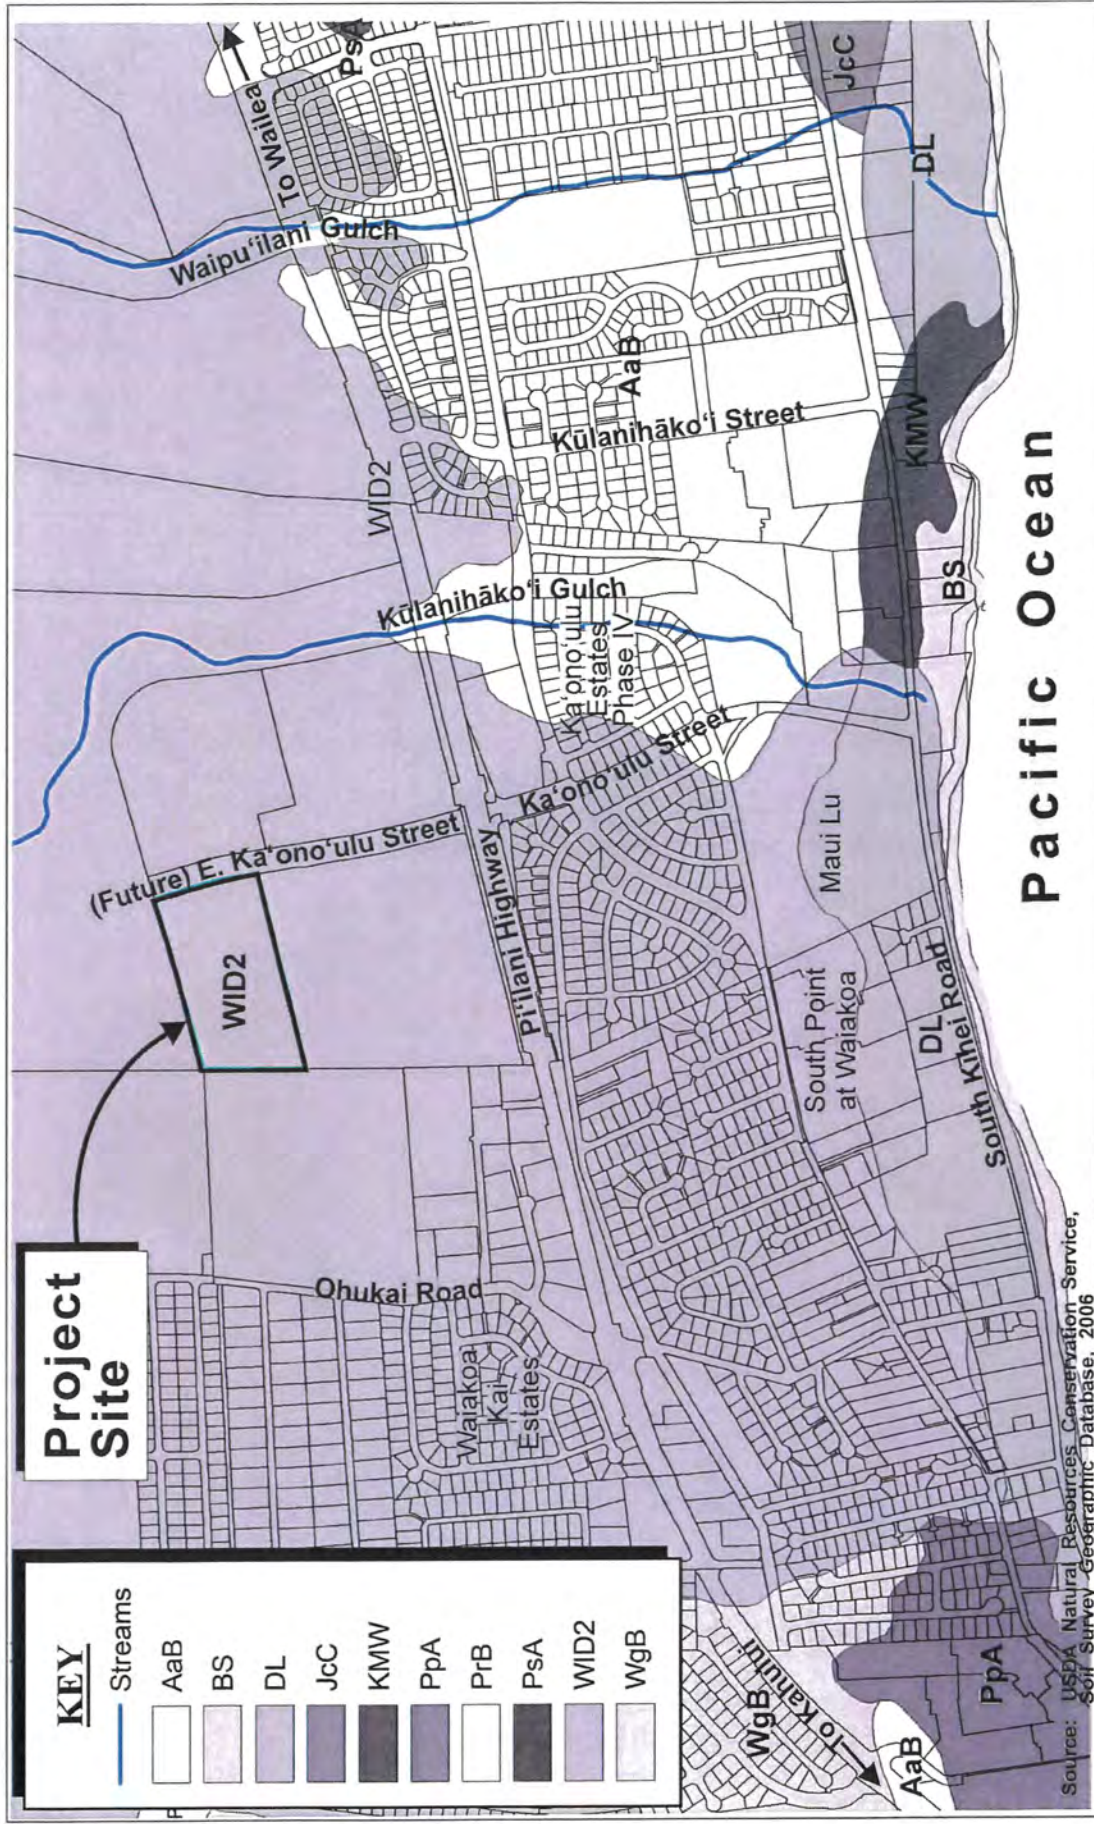 Project
Site
KEY
Streams
AaB
BS
DL
JcC
KMW
PpA
PrB
PsA
WID2
WgB
To Wailea
PsA
Waipu‘ilani Gulch
WID2
Kūlanihāko‘i Gulch
(Future) E. Ka‘ono‘ulu Street
WID2
Ohukai Road
Pi‘ilani Highway
Ka‘ono‘ulu Street
Ka‘ono‘ulu
Estates
Phase IV
Kūlanihāko‘i Street
AaB
JcC
DL
KMW
BS
Waiakoa
Kai
Estates
Maui Lu
South Point
at Waiakoa
DL
South Kīhei Road
WgB
To Kahului
AaB
PpA
Pacific Ocean
Source: USDA Natural Resources Conservation Service,
Soil Survey Geographic Database, 2006